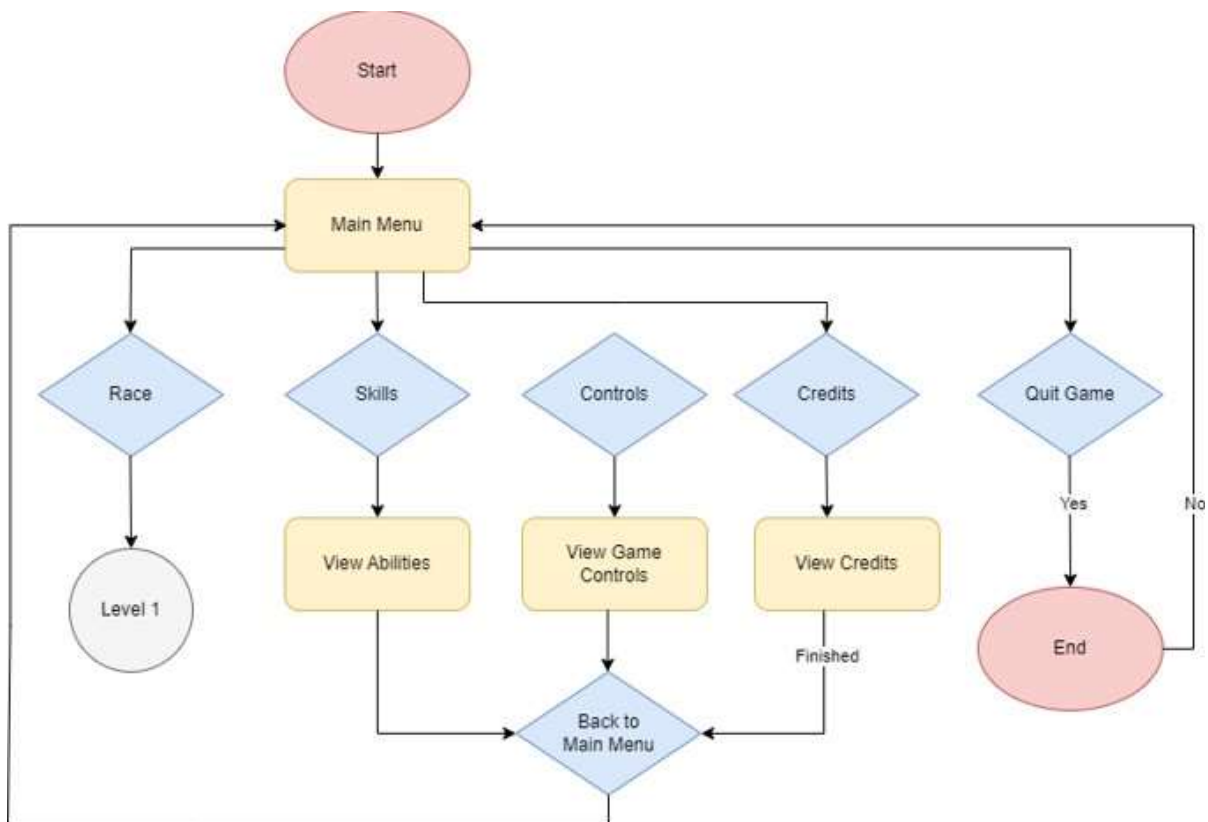 Start
Main Menu
Race
Skills
Controls
Credits
Quit Game
Yes
No
View Abilities
View Game
Controls
View Credits
Level 1
End
Finished
Back to
Main Menu